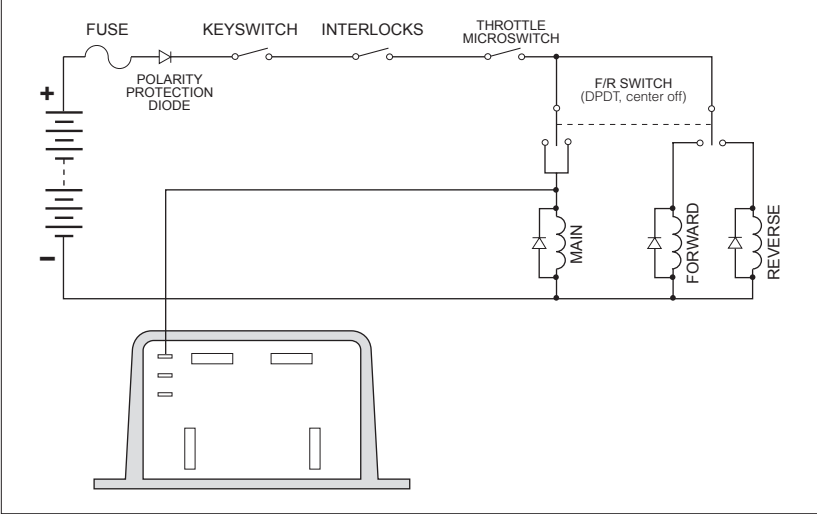 FUSE
KEYSWITCH
INTERLOCKS
THROTTLE
MICROSWITCH
POLARITY
PROTECTION
DIODE
F/R SWITCH
(DPDT, center off)
+
–
MAIN
FORWARD
REVERSE